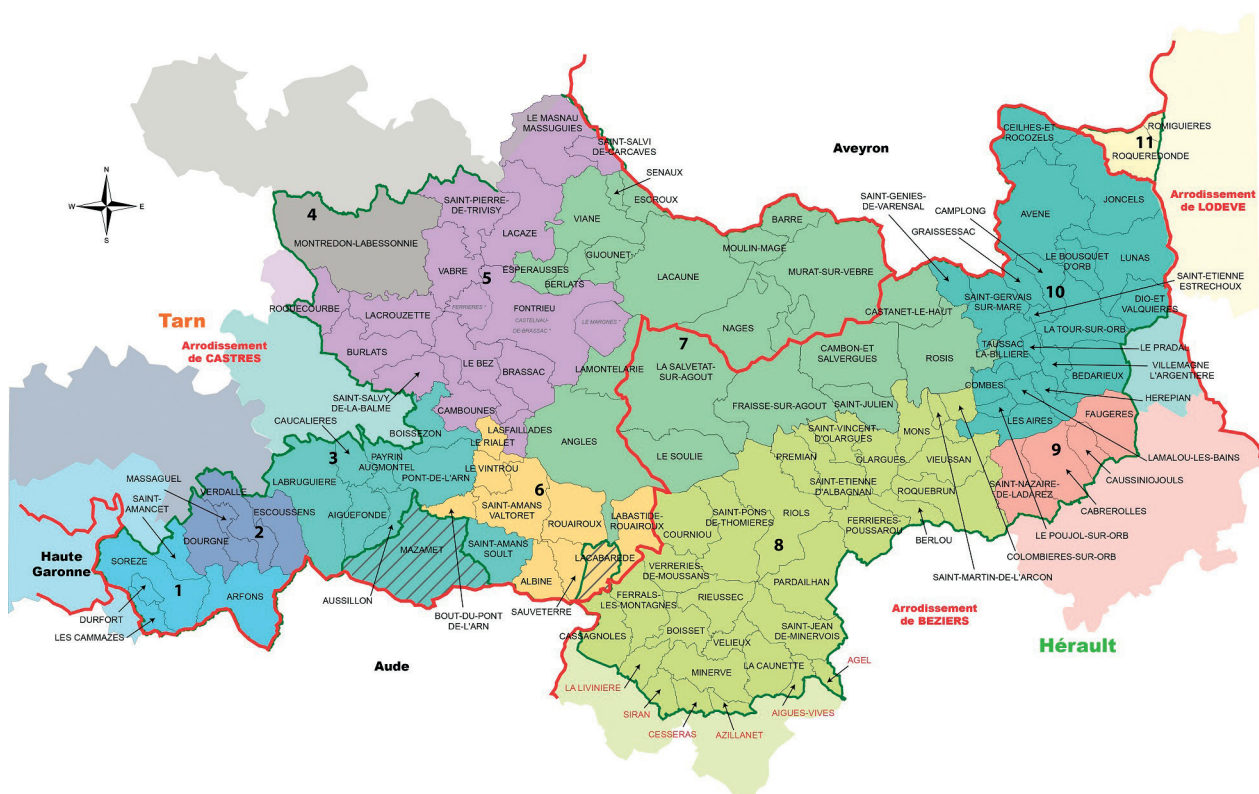 LE MASNAU
MASSUGUIES
SAINT-SALVI
DE-CARCAVES
CEILHES-ET
-ROCOZELS
ROMIGUIERES
11
ROQUEREDONDE
Aveyron
SENAUX
ESCROUX
N
W
E
S
4
SAINT-PIERRE-
DE-TRIVISY
VIANE
LACAZE
MONTREDON-LABESSONNIE
GIJOUNET
BARRE
MOULIN-MAGE
SAINT-GENIES-
DE-VARENSAL
CAMPLONG
GRAISSESSAC
AVENE
JONCELS
Arrodissement
de LODEVE
VABRE
5
ESPERAUSSES
BERLATS
LACAUNE
MURAT-SUR-VEBRE
LE BOUSQUET
D'ORB
LUNAS
SAINT-ETIENNE
ESTRECHOUX
10
ROQUECOURBE
LACROUZETTE
FERRIERES *
FONTRIEU
CASTELNAU-
DE-BRASSAC *
LE MARGNES *
NAGES
CASTANET-LE-HAUT
SAINT-GERVAIS
SUR-MARE
DIO-ET
VALQUIERES
Tarn
Arrodissement
de CASTRES
BURLATS
LE BEZ
BRASSAC
LAMONTELARIE
7
LA SALVETAT-
SUR-AGOUT
CAMBON-ET
SALVERGUES
ROSIS
LA TOUR-SUR-ORB
TAUSSAC
LA-BILLIERE
LE PRADAL
VILLEMAGNE
L'ARGENTIERE
BEDARIEUX
COMBES
HEREPIAN
SAINT-SALVY
DE-LA-BALME
CAMBOUNES
FRAISSE-SUR-AGOUT
SAINT-JULIEN
LES AIRES
FAUGERES
CAUCALIERES
BOISSEZON
LASFAILLADES
LE RIALET
ANGLES
SAINT-VINCENT
D'OLARGUES
MONS
3
PAYRIN
AUGMONTEL
PONT-DE-L'ARN
LE VINTROU
LE SOULIE
PREMIAN
OLARGUES
VIEUSSAN
9
LAMALOU-LES-BAINS
CAUSSINIOJOULS
MASSAGUEL
SAINT-
AMANCET
VERDALLE
ESCOUSSENS
LABRUGUIERE
AIGUEFONDE
6
SAINT-AMANS
VALTORET
ROUAIROUX
LABASTIDE-
ROUAIROUX
SAINT-ETIENNE
D'ALBAGNAN
ROQUEBRUN
SAINT-NAZAIRE-
DE-LADAREZ
CABREROLLES
SAINT-PONS
DE-THOMIERES
RIOLS
FERRIERES-
POUSSAROU
BERLOU
LE POUJOL-SUR-ORB
COLOMBIERES-SUR-ORB
SAINT-MARTIN-DE-L'ARCON
DOURGNE
2
COURNIOU
8
Haute
Garonne
SOREZE
1
ARFONS
MAZAMET
SAINT-AMANS
SOULT
ALBINE
LACABAREDE
VERRERIES-
DE-MOUSSANS
PARDAILHAN
AUSSILLON
BOUT-DU-PONT
DE-L'ARN
SAUVETERRE
FERRALS-
LES-MONTAGNES
RIEUSSEC
DURFORT
LES CAMMAZES
CASSAGNOLES
BOISSET
VELIEUX
SAINT-JEAN
DE-MINERVOIS
Arrodissement
de BEZIERS
Hérault
Aude
MINERVE
LA CAUNETTE
AGEL
LA LIVINIERE
SIRAN
CESSERAS
AZILLANET
AIGUES-VIVES